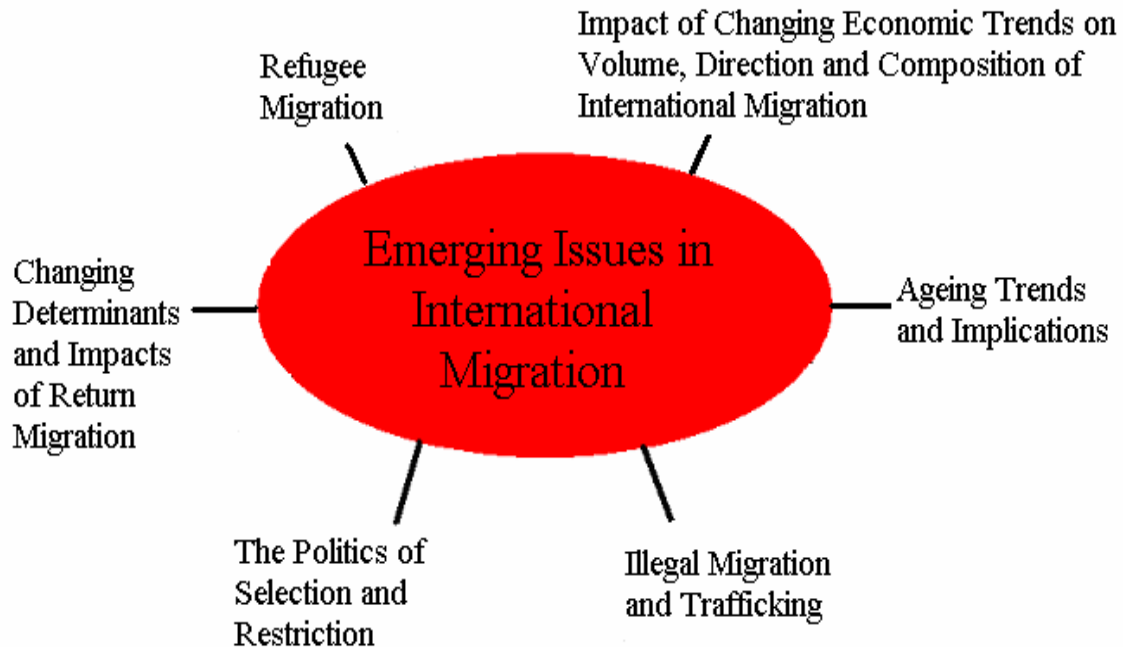 Impact of Changing Economic Trends on
Volume, Direction and Composition of
International Migration
Refugee
Migration
Emerging Issues in
International
Migration
Changing
Determinants
and Impacts
of Return
Migration
Ageing Trends
and Implications
The Politics of
Selection and
Restriction
Illegal Migration
and Trafficking